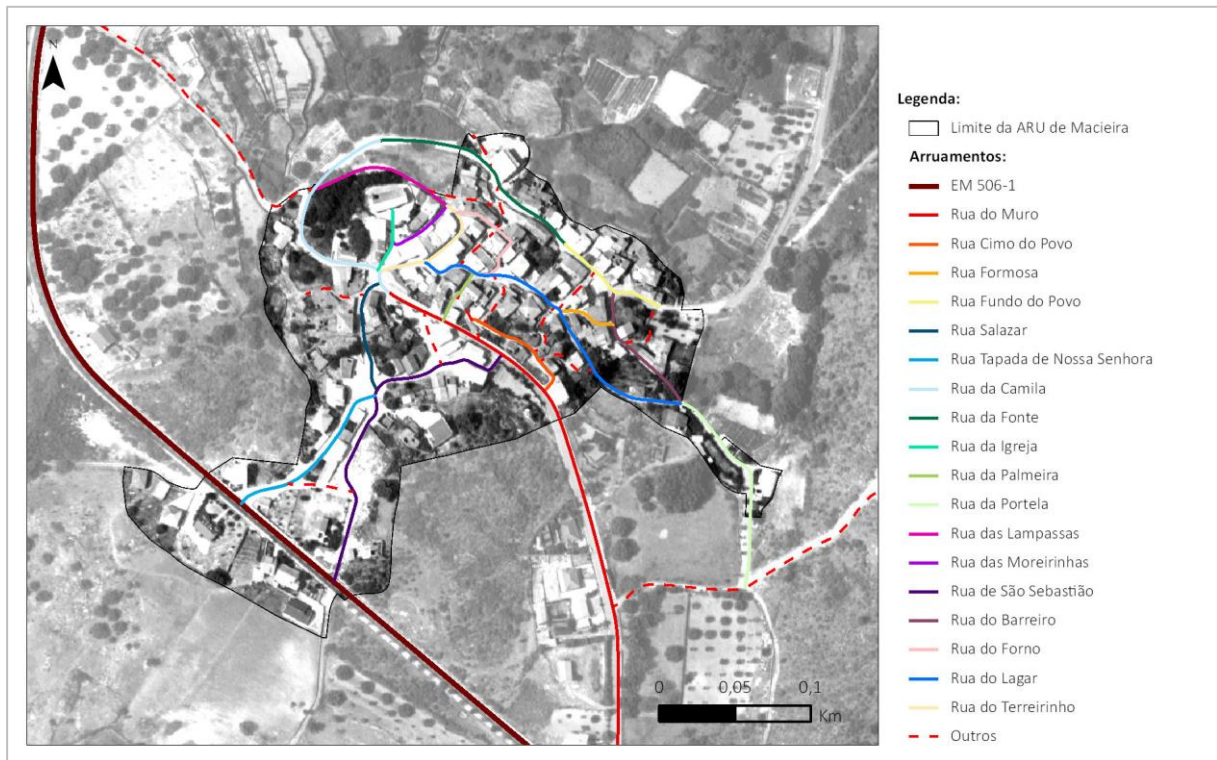 N
Legenda:
Limite da ARU de Macieira
Arruamentos:
EM 506-1
Rua do Muro
Rua Cimo do Povo
Rua Formosa
Rua Fundo do Povo
Rua Salazar
Rua Tapada de Nossa Senhora
Rua da Camila
Rua da Fonte
Rua da Igreja
Rua da Palmeira
Rua da Portela
Rua das Lampassas
Rua das Moreirinhas
Rua de São Sebastião
Rua do Barreiro
Rua do Forno
Rua do Lagar
Rua do Terreirinho
Outros
0 0,05 0,1
Km